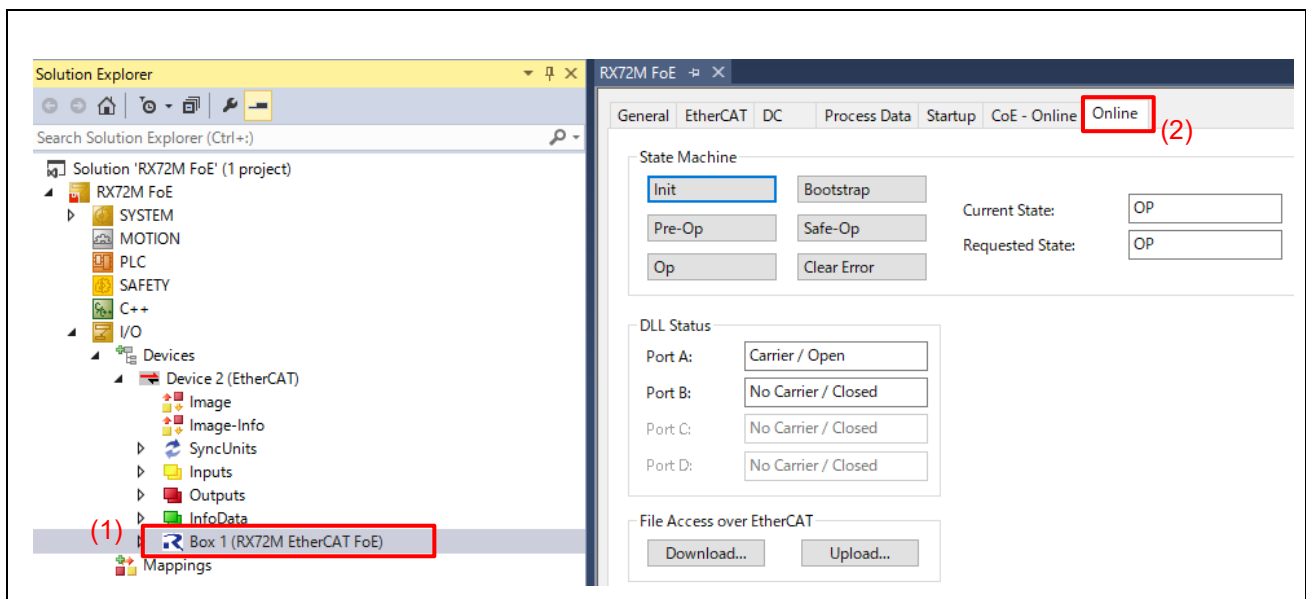 Solution Explorer
Search Solution Explorer (Ctrl+:)
Solution 'RX72M FoE' (1 project)
RX72M FoE
SYSTEM
MOTION
PLC
SAFETY
C++
I/O
Devices
Device 2 (EtherCAT)
Image
Image-Info
SyncUnits
Inputs
Outputs
InfoData
(1)
Box 1 (RX72M EtherCAT FoE)
Mappings
RX72M FoE
General EtherCAT DC Process Data Startup CoE - Online Online
(2)
State Machine
Init Bootstrap
Pre-Op Safe-Op
Op Clear Error
Current State: OP
Requested State: OP
DLL Status
Port A: Carrier / Open
Port B: No Carrier / Closed
Port C: No Carrier / Closed
Port D: No Carrier / Closed
File Access over EtherCAT
Download... Upload...